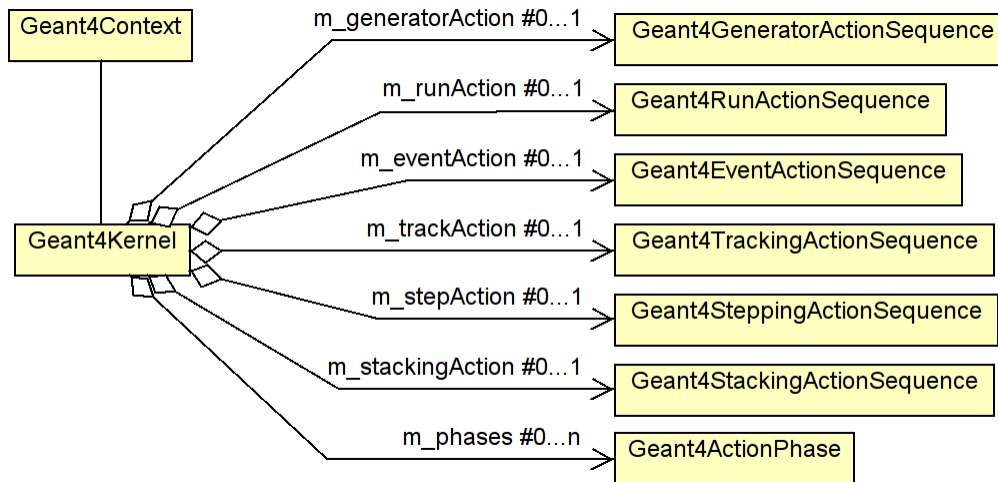 Geant4Context
m_generatorAction #0...1
Geant4GeneratorActionSequence
m_runAction #0...1
Geant4RunActionSequence
m_eventAction #0...1
Geant4EventActionSequence
Geant4Kernel
m_trackAction #0...1
Geant4TrackingActionSequence
m_stepAction #0...1
Geant4SteppingActionSequence
m_stackingAction #0...1
Geant4StackingActionSequence
m_phases #0...n
Geant4ActionPhase